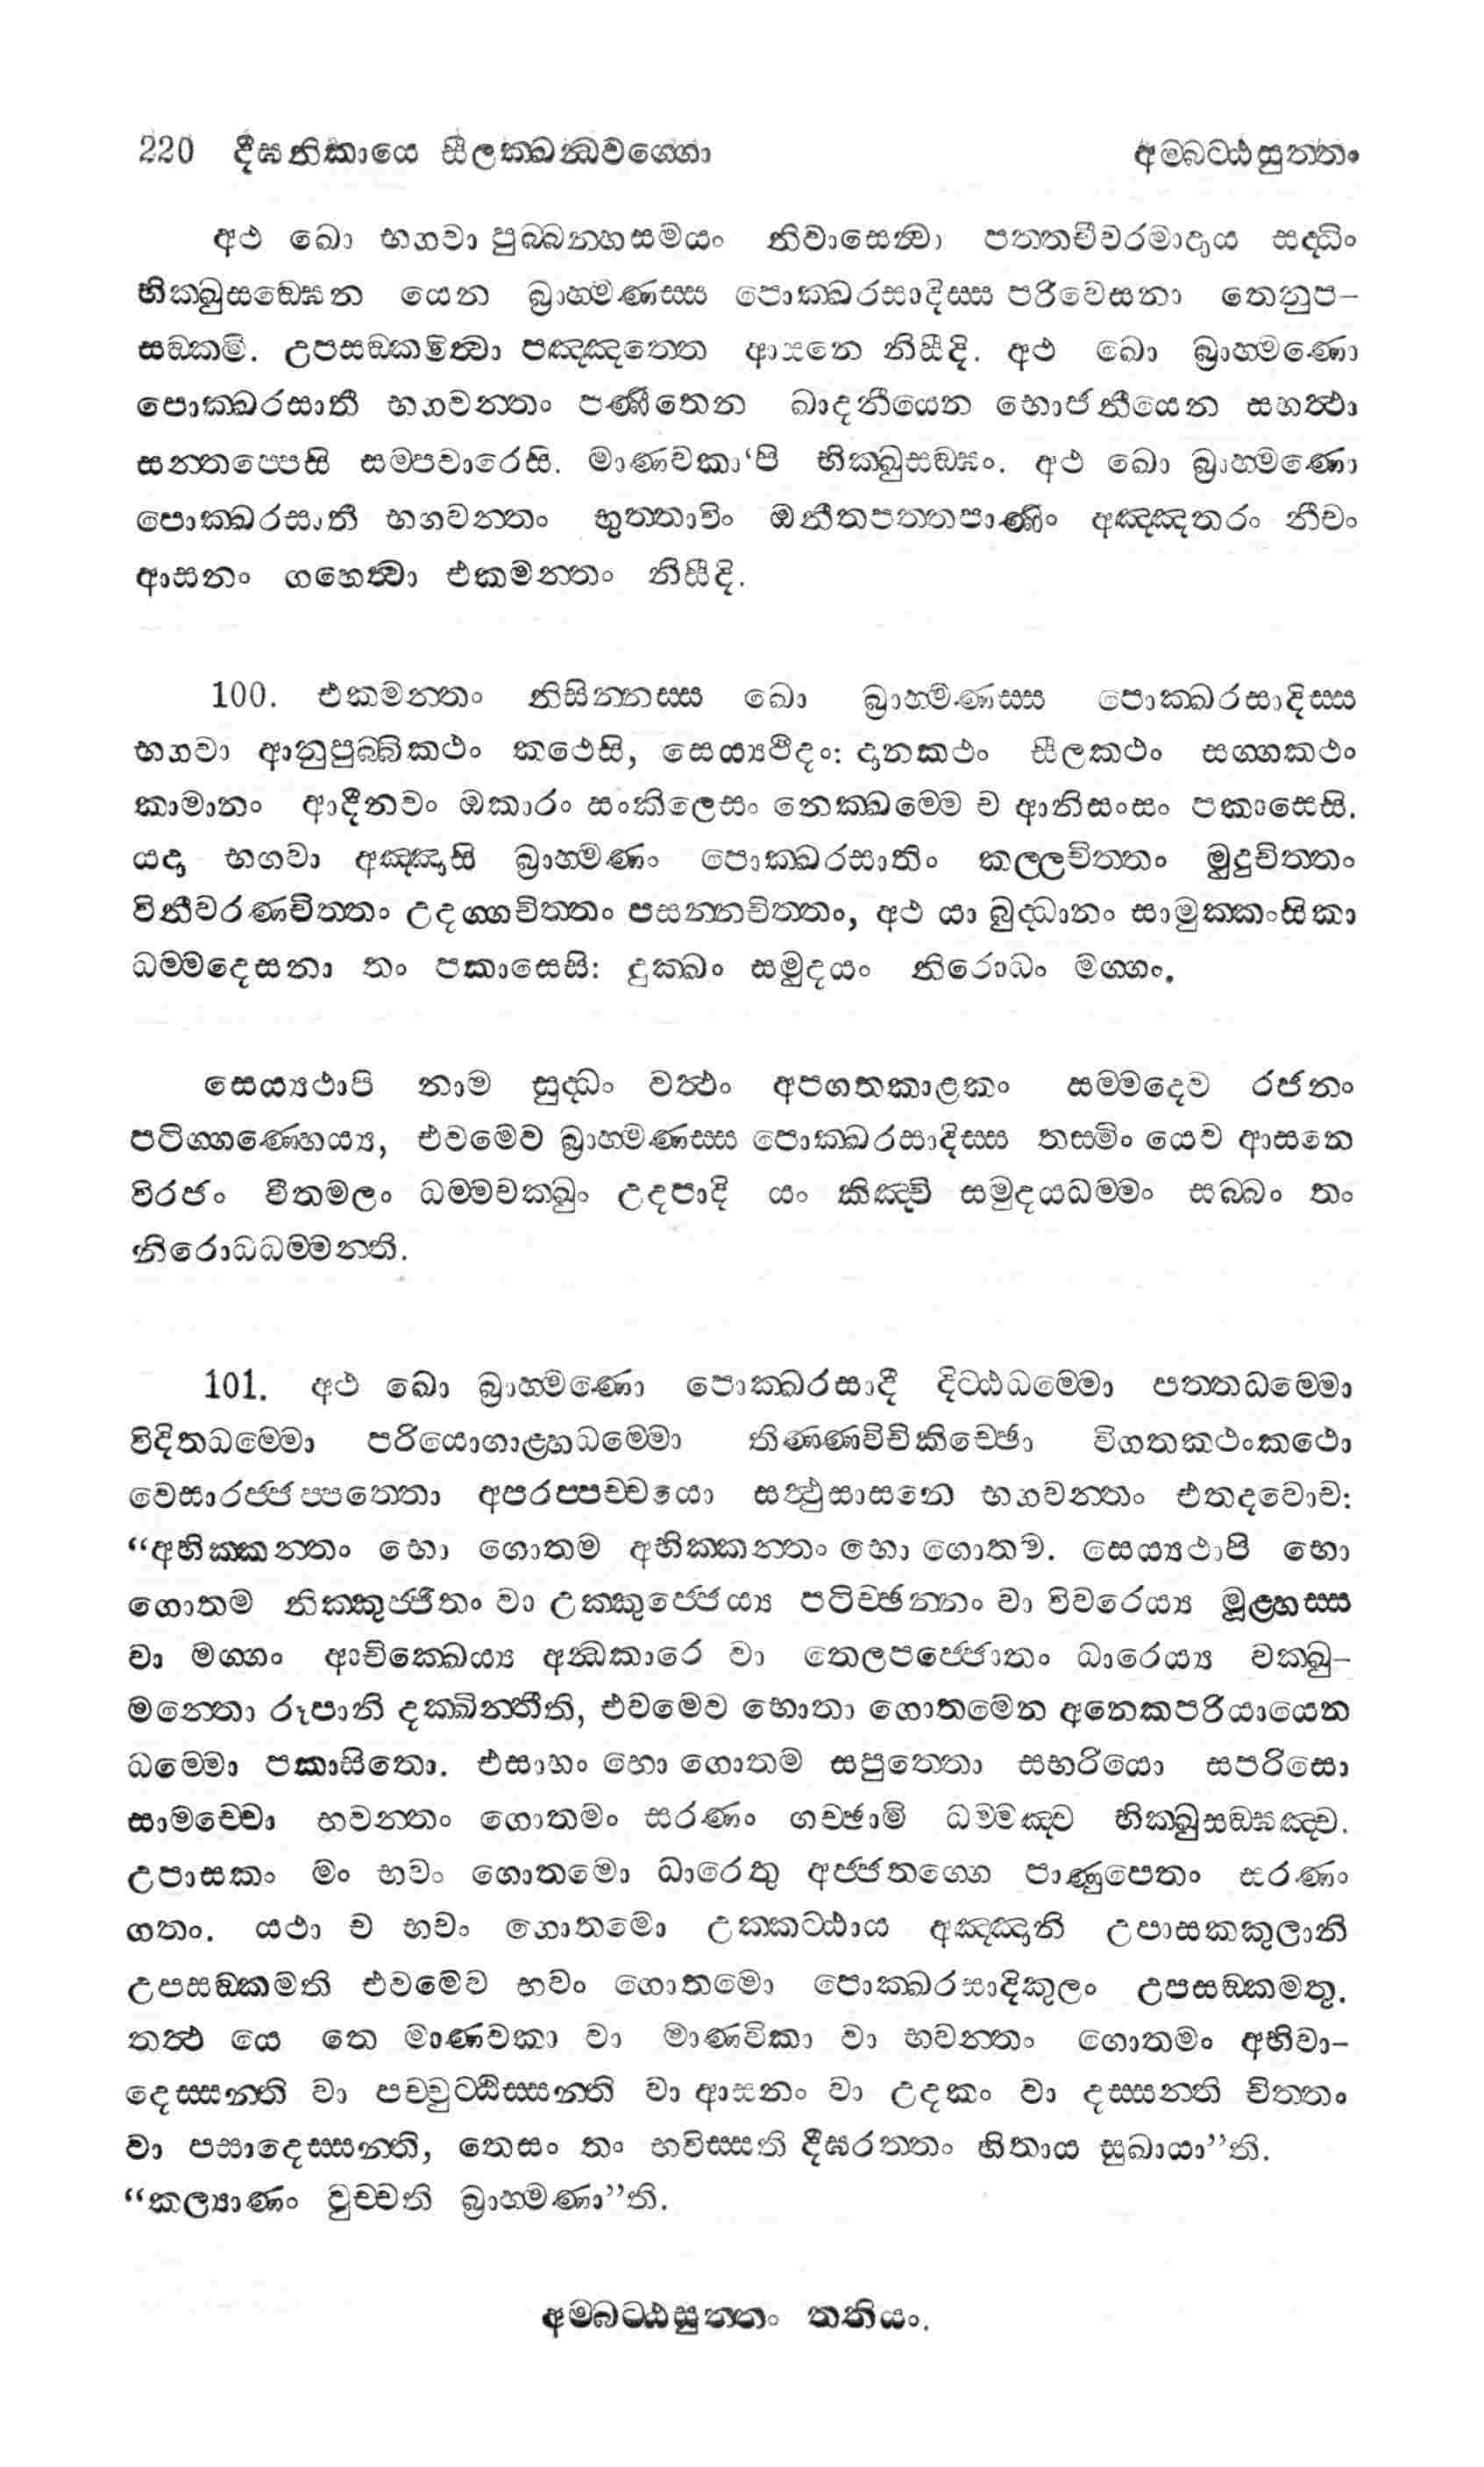 220 දීඝනිකායෙ සීලක්ඛන්ධවග්ගො අම්බට්ඨසුත්තං
අථ ඛො භගවා පුබ්බන්හසමයං නිවාසෙත්වා පත්තචීවරමාදාය සද්ධිං
භික්ඛුසඞ්ඝෙන යෙන බ්‍රාහ්මණස්ස පොක්ඛරසාදිස්ස පරිවෙසනා තෙනුප-
සඞ්කමි. උපසඞ්කමිත්වා පඤ්ඤත්තෙ ආසනෙ නිසීදි. අථ ඛො බ්‍රාහ්මණො
පොක්ඛරසාතී භගවන්තං පණීතෙන ඛාදනීයෙන භොජනීයෙන සහත්ථා
සන්තප්පෙසි සම්පවාරෙසි. මාණවකා‘පි භික්ඛුසඞ්ඝං. අථ ඛො බ්‍රාහ්මණො
පොක්ඛරසාතී භගවන්තං භුත්තාවිං ඔනීතපත්තපාණිං අඤ්ඤතරං නීචං
ආසනං ගහෙත්වා එකමන්තං නිසීදි.
100. එකමන්තං නිසින්නස්ස ඛො බ්‍රාහ්මණස්ස පොක්ඛරසාදිස්ස
භගවා ආනුපුබ්බිකථං කථෙසි, සෙය්‍යථීදං: දානකථං සීලකථං සග්ගකථං
කාමානං ආදීනවං ඔකාරං සංකිලෙසං නෙක්ඛම්මෙ ච ආනිසංසං පකාසෙසි.
යදා භගවා අඤ්ඤාසි බ්‍රාහ්මණං පොක්ඛරසාතිං කල්ලචිත්තං මුදුචිත්තං
විනීවරණචිත්තං උදග්ගචිත්තං පසන්නචිත්තං, අථ යා බුද්ධානං සාමුක්කංසිකා
ධම්මදෙසනා තං පකාසෙසි: දුක්ඛං සමුදයං නිරොධං මග්ගං.
සෙය්‍යථාපි නාම සුද්ධං වත්ථං අපගතකාළකං සම්මදෙව රජනං
පටිග්ගණ්හෙය්‍ය, එවමෙව බ්‍රාහ්මණස්ස පොක්ඛරසාදිස්ස තස්මිං යෙව ආසනෙ
විරජං වීතමලං ධම්මචක්ඛුං උදපාදි යං කිඤ්චි සමුදයධම්මං සබ්බං තං
නිරොධධම්මන්ති.
101. අථ ඛො බ්‍රාහ්මණො පොක්ඛරසාදී දිට්ඨධම්මො පත්තධම්මො
විදිතධම්මො පරියොගාළ්හධම්මො තිණ්ණවිචිකිච්ඡො විගතකථංකථො
වෙසාරජ්ජප්පත්තො අපරප්පච්චයො සත්ථුසාසනෙ භගවන්තං එතදවොච:
“අභික්කන්තං භො ගොතම අභික්කන්තං භො ගොතම. සෙය්‍යථාපි භො
ගොතම නික්කුජ්ජිතං වා උක්කුජ්ජෙය්‍ය පටිච්ඡන්නං වා විවරෙය්‍ය මූළ්හස්ස
වා මග්ගං ආචික්ඛෙය්‍ය අන්ධකාරෙ වා තෙලපජ්ජොතං ධාරෙය්‍ය චක්ඛු-
මන්තො රූපානි දක්ඛින්තීති, එවමෙව භොතා ගොතමෙන අනෙකපරියායෙන
ධම්මො පකාසිතො. එසාහං භො ගොතම සපුත්තො සභරියො සපරිසො
සාමච්චො භවන්තං ගොතමං සරණං ගච්ඡාමි ධම්මඤ්ච භික්ඛුසඞ්ඝඤ්ච.
උපාසකං මං භවං ගොතමො ධාරෙතු අජ්ජතග්ගෙ පාණුපෙතං සරණං
ගතං. යථා ච භවං ගොතමො උක්කට්ඨාය අඤ්ඤානි උපාසකකුලානි
උපසඞ්කමති එවමෙව භවං ගොතමො පොක්ඛරසාදිකුලං උපසඞ්කමතු.
තත්ථ යෙ තෙ මාණවකා වා මාණවිකා වා භවන්තං ගොතමං අභිවා-
දෙස්සන්ති වා පච්චුට්ඨිස්සන්ති වා ආසනං වා උදකං වා දස්සන්ති චිත්තං
වා පසාදෙස්සන්ති, තෙසං තං භවිස්සති දීඝරත්තං හිතාය සුඛායා”ති.
“කල්‍යාණං වුච්චති බ්‍රාහ්මණා”ති.
අම්බට්ඨසුත්තං තතියං.